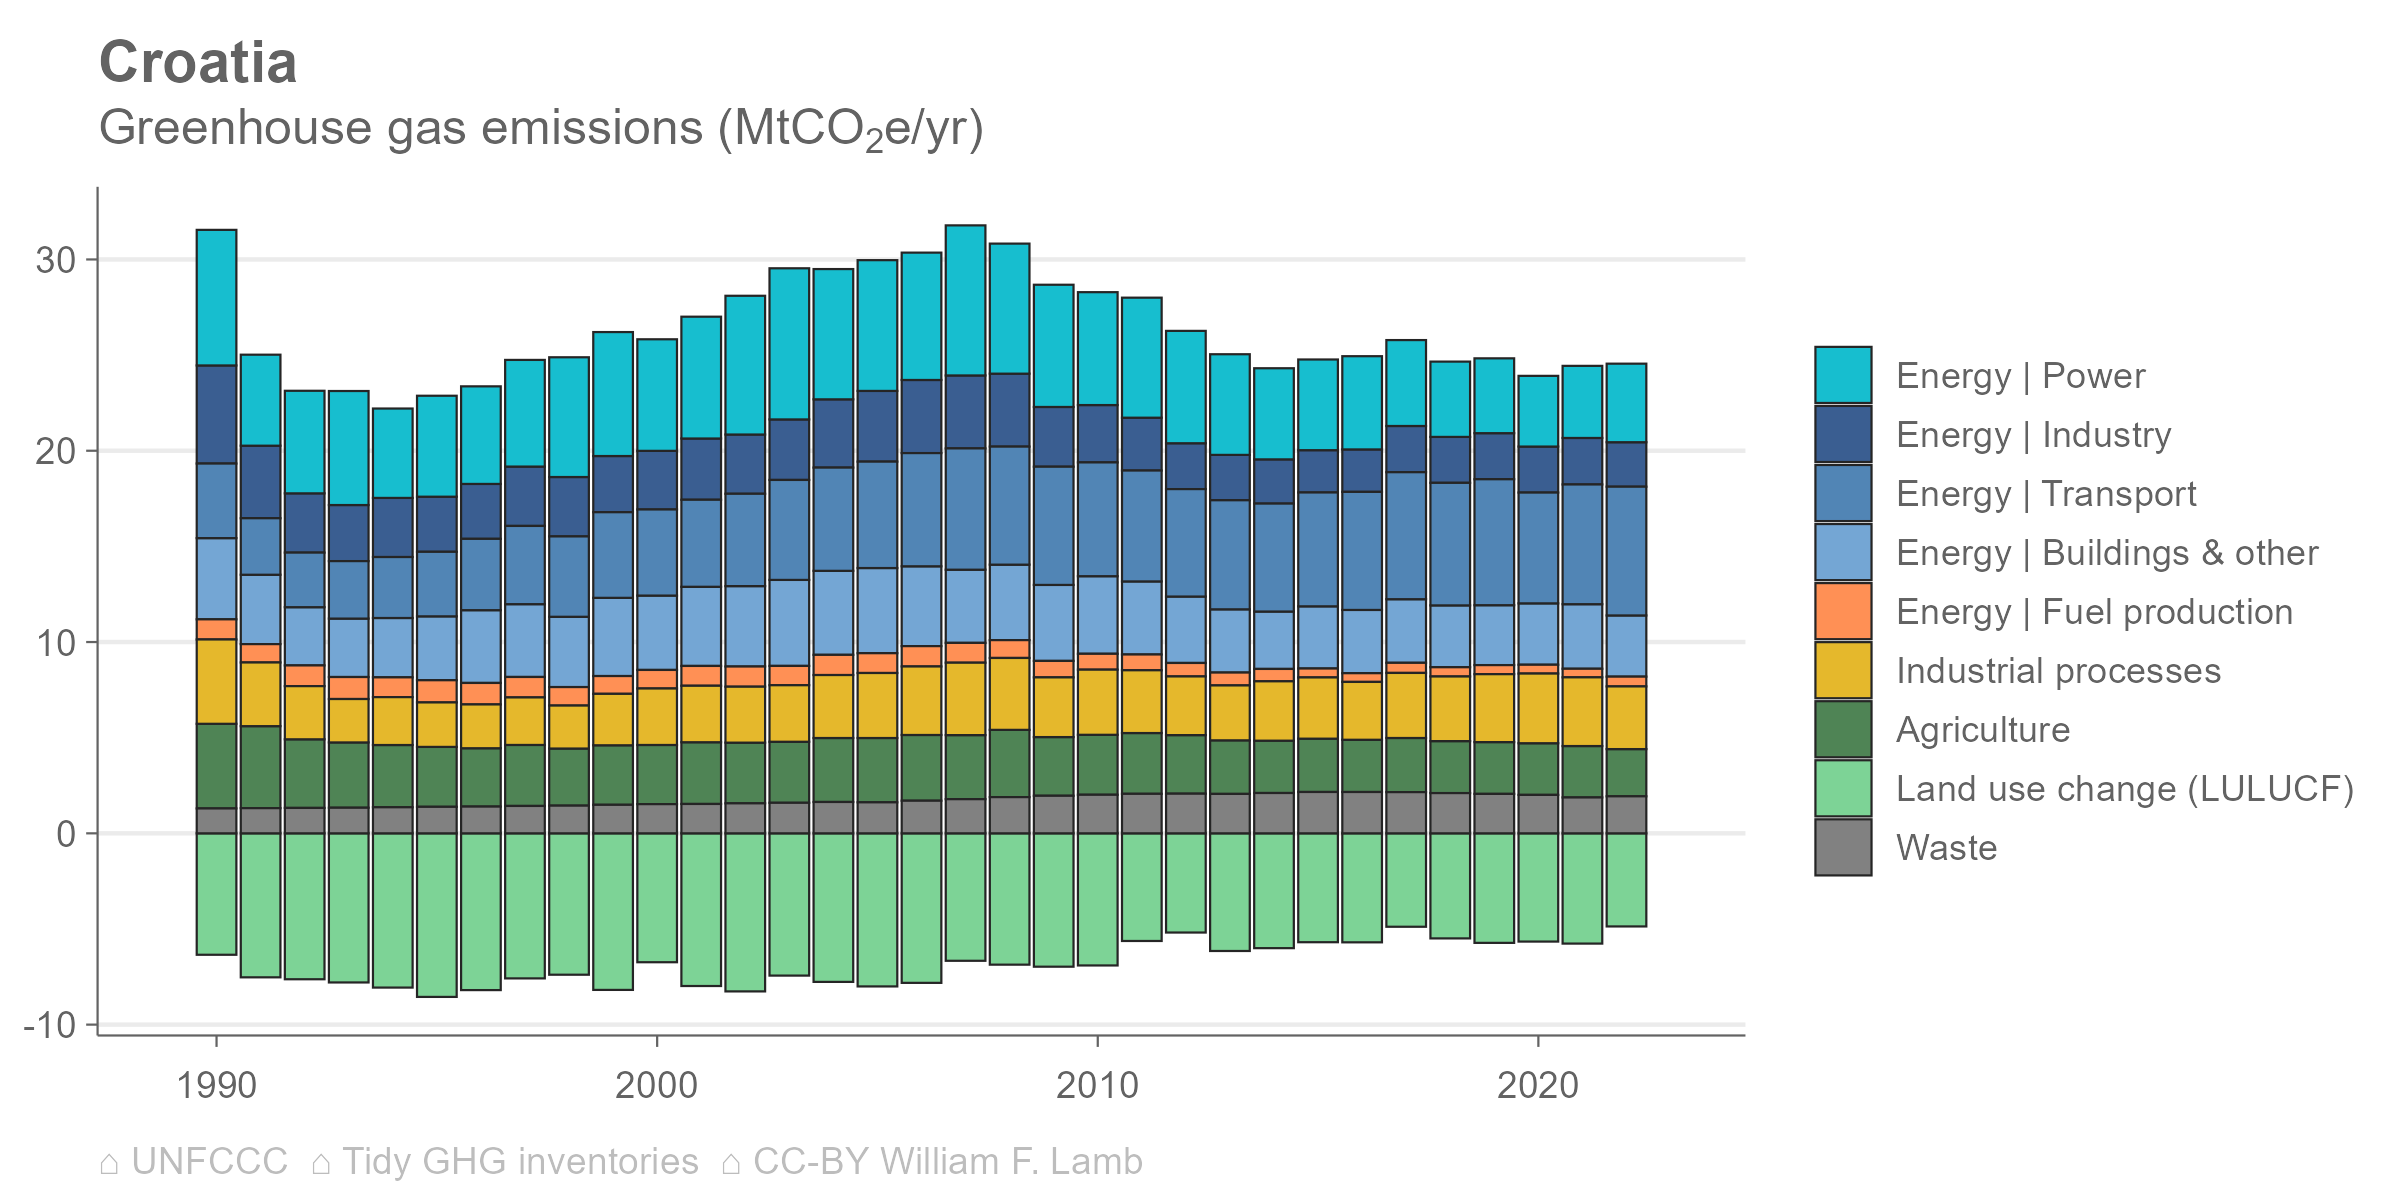 Croatia
Greenhouse gas emissions (MtCO₂e/yr)
30
20
10
0
-10
1990
2000
2010
2020
Energy | Power
Energy | Industry
Energy | Transport
Energy | Buildings & other
Energy | Fuel production
Industrial processes
Agriculture
Land use change (LULUCF)
Waste
⌂ UNFCCC ⌂ Tidy GHG inventories ⌂ CC-BY William F. Lamb